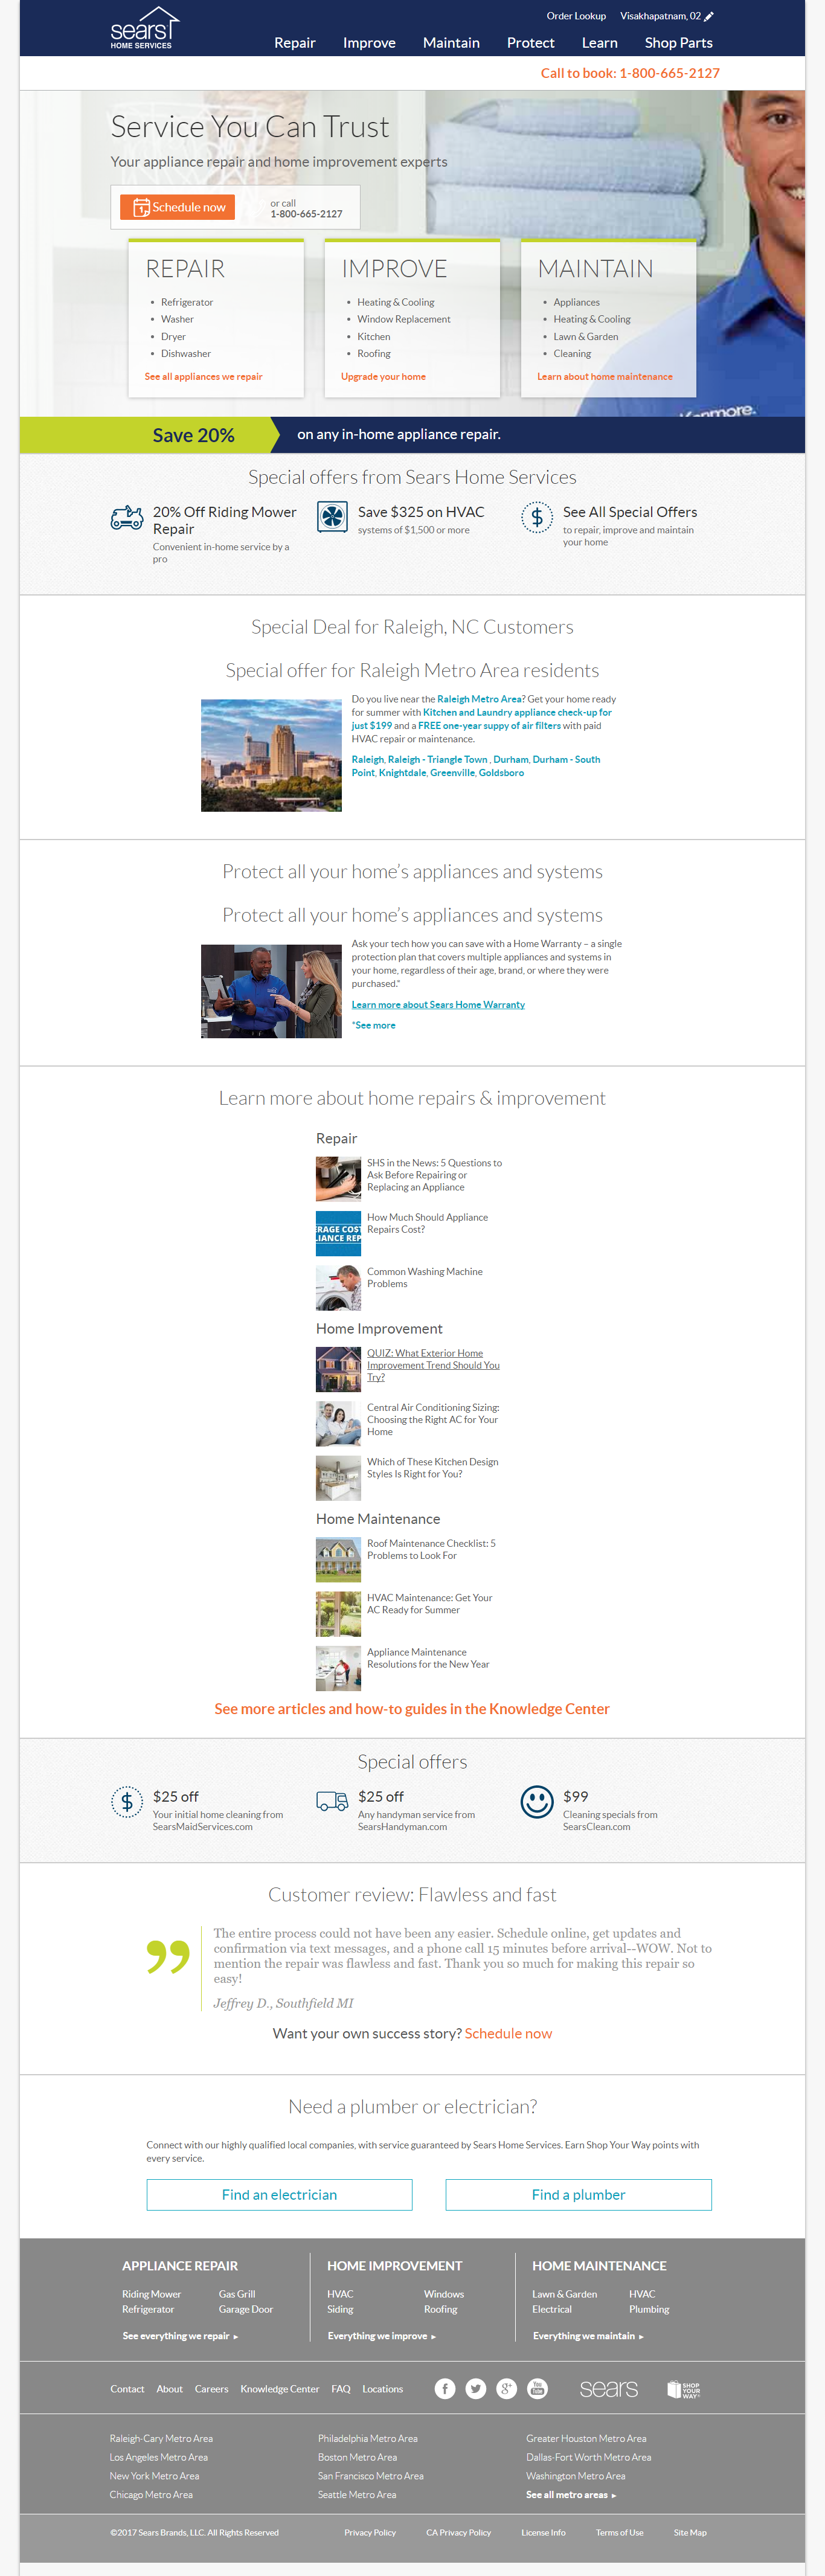 sears
HOME SERVICES
Order Lookup Visakhapatnam, 02
Repair Improve Maintain Protect Learn Shop Parts
Call to book: 1-800-665-2127
Service You Can Trust
Your appliance repair and home improvement experts
Schedule now
or call
1-800-665-2127
REPAIR
• Refrigerator
• Washer
• Dryer
• Dishwasher
See all appliances we repair
IMPROVE
• Heating & Cooling
• Window Replacement
• Kitchen
• Roofing
Upgrade your home
MAINTAIN
• Appliances
• Heating & Cooling
• Lawn & Garden
• Cleaning
Learn about home maintenance
Kenmore.
Save 20% on any in-home appliance repair.
Special offers from Sears Home Services
20% Off Riding Mower
Repair
Convenient in-home service by a
pro
Save $325 on HVAC
systems of $1,500 or more
See All Special Offers
to repair, improve and maintain
your home
Special Deal for Raleigh, NC Customers
Special offer for Raleigh Metro Area residents
Do you live near the Raleigh Metro Area? Get your home ready
for summer with Kitchen and Laundry appliance check-up for
just $199 and a FREE one-year suppy of air filters with paid
HVAC repair or maintenance.
Raleigh, Raleigh - Triangle Town , Durham, Durham - South
Point, Knightdale, Greenville, Goldsboro
Protect all your home’s appliances and systems
Protect all your home’s appliances and systems
Ask your tech how you can save with a Home Warranty – a single
protection plan that covers multiple appliances and systems in
your home, regardless of their age, brand, or where they were
purchased.*
Learn more about Sears Home Warranty
*See more
Learn more about home repairs & improvement
Repair
SHS in the News: 5 Questions to
Ask Before Repairing or
Replacing an Appliance
ERAGE COST
LIANCE REP
How Much Should Appliance
Repairs Cost?
Common Washing Machine
Problems
Home Improvement
QUIZ: What Exterior Home
Improvement Trend Should You
Try?
Central Air Conditioning Sizing:
Choosing the Right AC for Your
Home
Which of These Kitchen Design
Styles Is Right for You?
Home Maintenance
Roof Maintenance Checklist: 5
Problems to Look For
HVAC Maintenance: Get Your
AC Ready for Summer
Appliance Maintenance
Resolutions for the New Year
See more articles and how-to guides in the Knowledge Center
Special offers
$25 off
Your initial home cleaning from
SearsMaidServices.com
$25 off
Any handyman service from
SearsHandyman.com
$99
Cleaning specials from
SearsClean.com
Customer review: Flawless and fast
The entire process could not have been any easier. Schedule online, get updates and
confirmation via text messages, and a phone call 15 minutes before arrival--WOW. Not to
mention the repair was flawless and fast. Thank you so much for making this repair so
easy!
Jeffrey D., Southfield MI
Want your own success story? Schedule now
Need a plumber or electrician?
Connect with our highly qualified local companies, with service guaranteed by Sears Home Services. Earn Shop Your Way points with
every service.
Find an electrician
Find a plumber
APPLIANCE REPAIR
Riding Mower Gas Grill
Refrigerator Garage Door
See everything we repair ▸
HOME IMPROVEMENT
HVAC Windows
Siding Roofing
Everything we improve ▸
HOME MAINTENANCE
Lawn & Garden HVAC
Electrical Plumbing
Everything we maintain ▸
Contact About Careers Knowledge Center FAQ Locations
You
Tube
sears
SHOP
YOUR
WAY
Raleigh-Cary Metro Area Philadelphia Metro Area Greater Houston Metro Area
Los Angeles Metro Area Boston Metro Area Dallas-Fort Worth Metro Area
New York Metro Area San Francisco Metro Area Washington Metro Area
Chicago Metro Area Seattle Metro Area See all metro areas ▸
©2017 Sears Brands, LLC. All Rights Reserved Privacy Policy CA Privacy Policy License Info Terms of Use Site Map